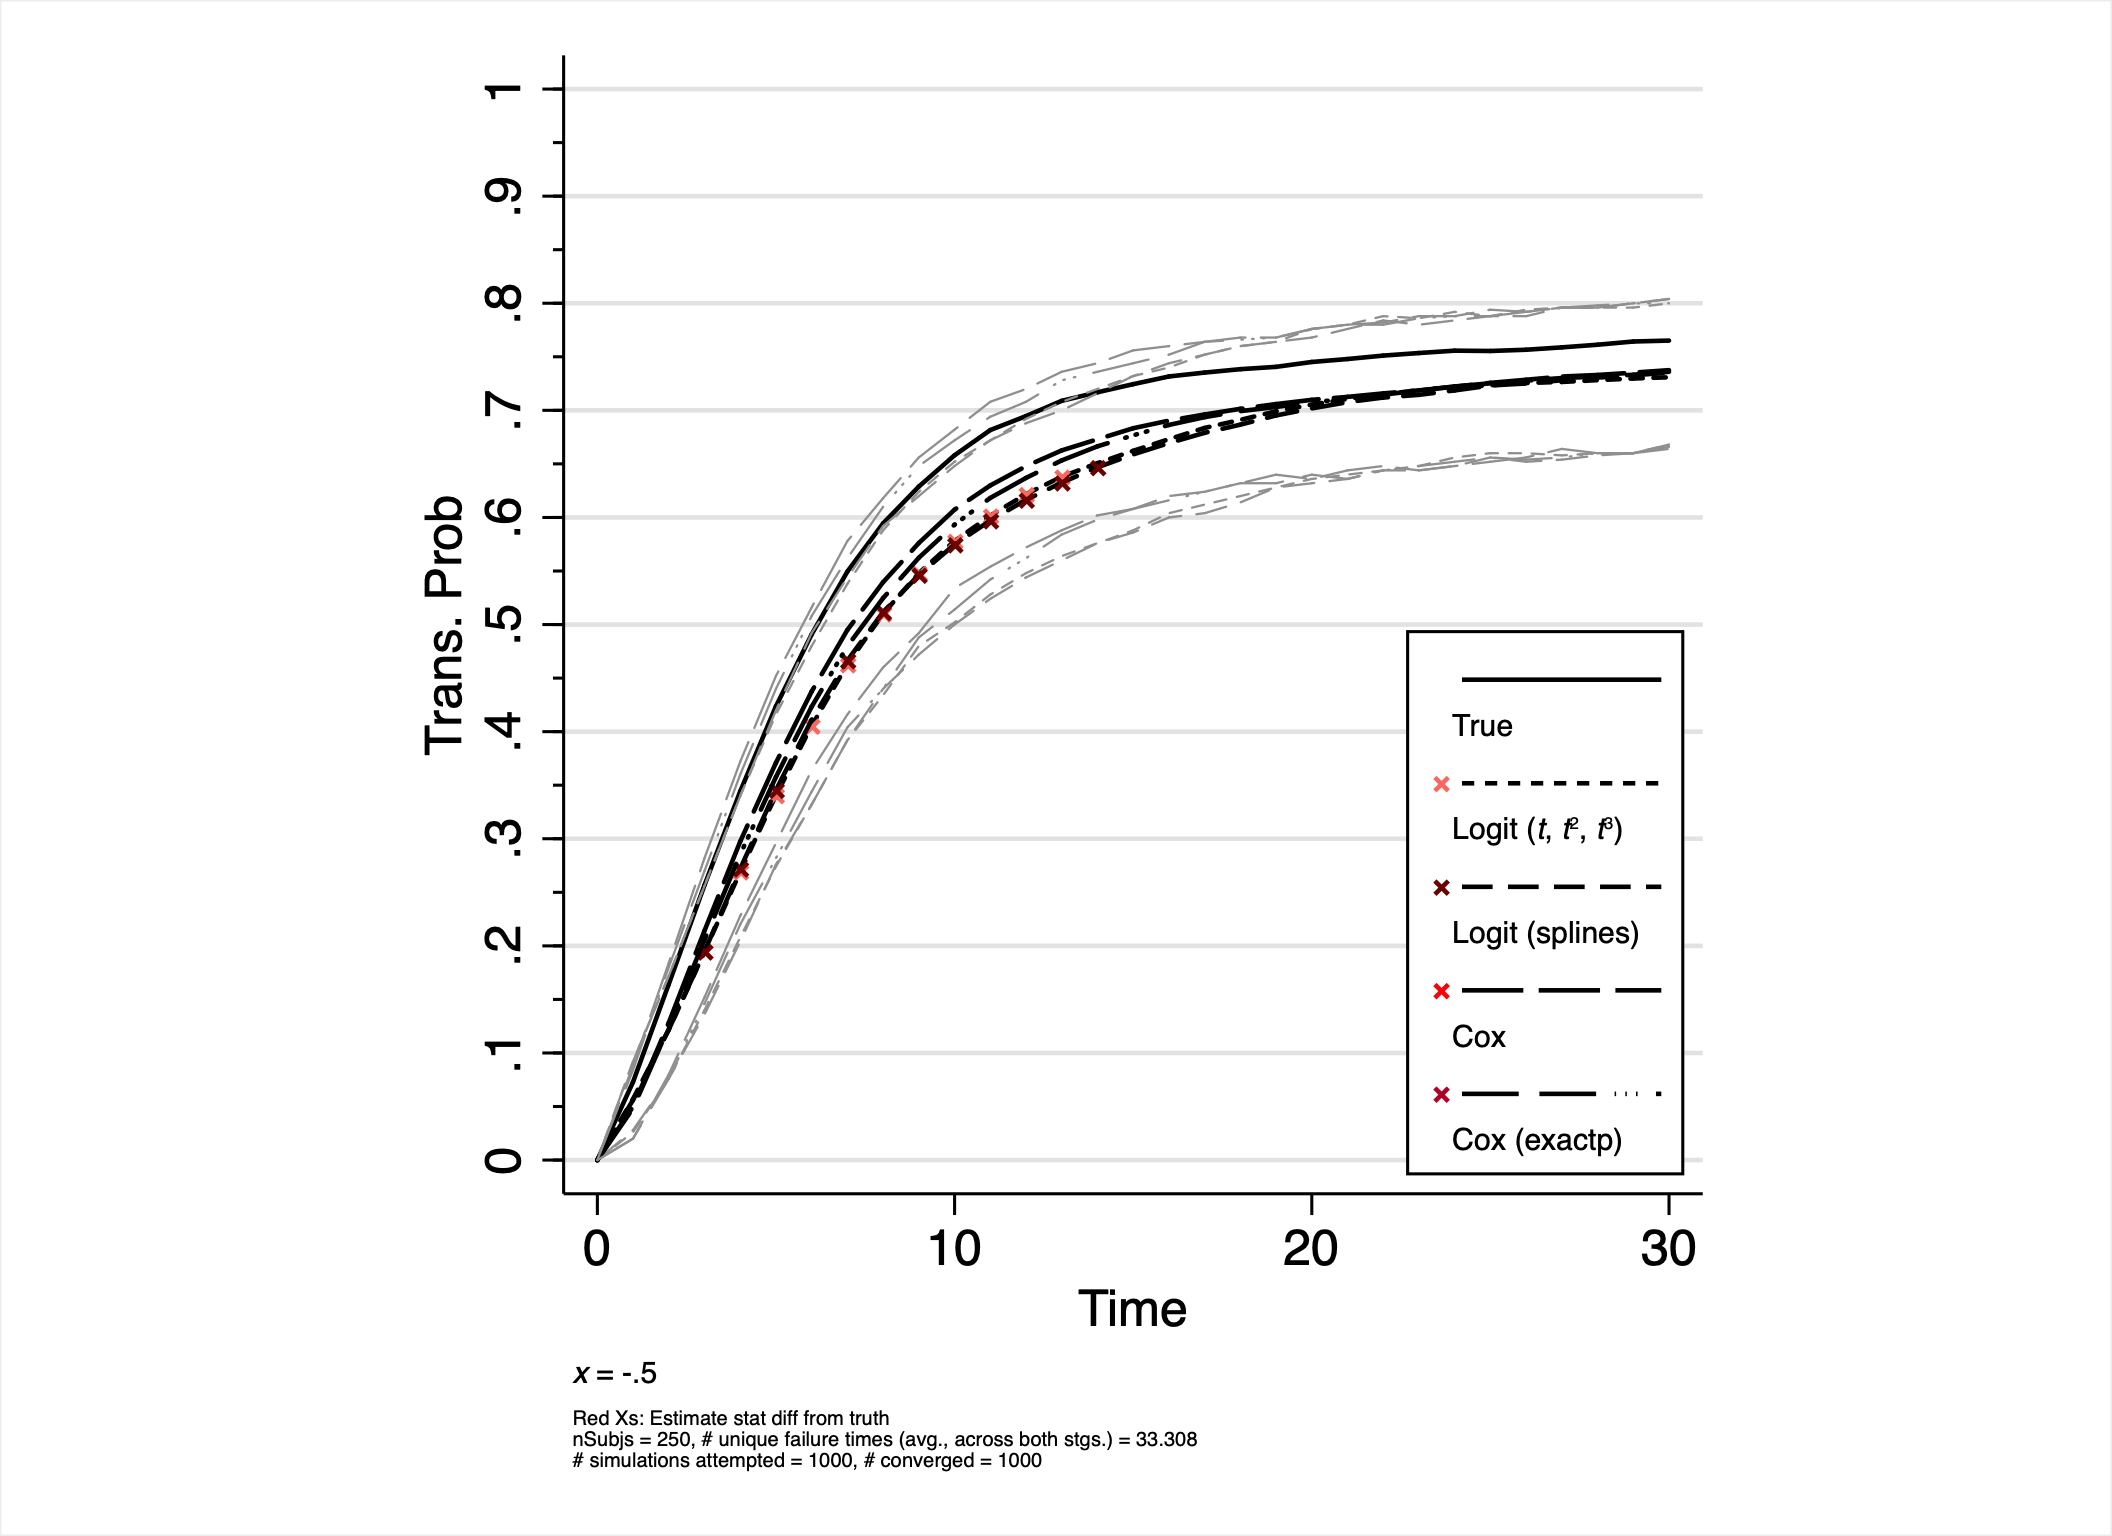 1
.9
.8
.7
.6
.5
.4
.3
.2
.1
0
Trans. Prob
0 10 20 30
Time
True
Logit (t, t², t³)
Logit (splines)
Cox
Cox (exactp)
x = -.5
Red Xs: Estimate stat diff from truth
nSubjs = 250, # unique failure times (avg., across both stgs.) = 33.308
# simulations attempted = 1000, # converged = 1000